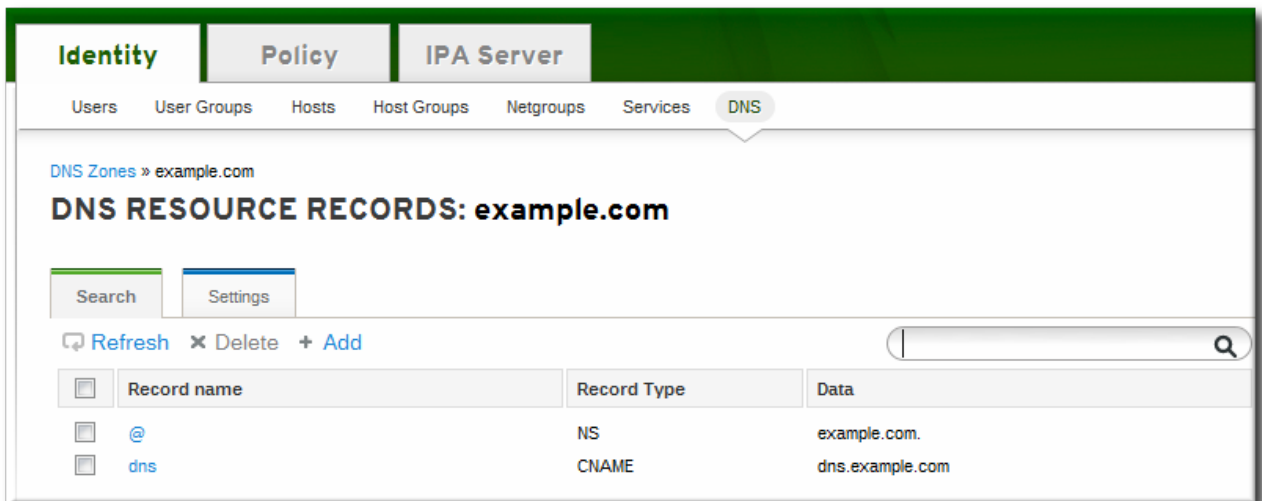 Identity Policy IPA Server
Users User Groups Hosts Host Groups Netgroups Services DNS
DNS Zones » example.com
DNS RESOURCE RECORDS: example.com
Search Settings
Refresh Delete Add
Record name Record Type Data
@ NS example.com.
dns CNAME dns.example.com